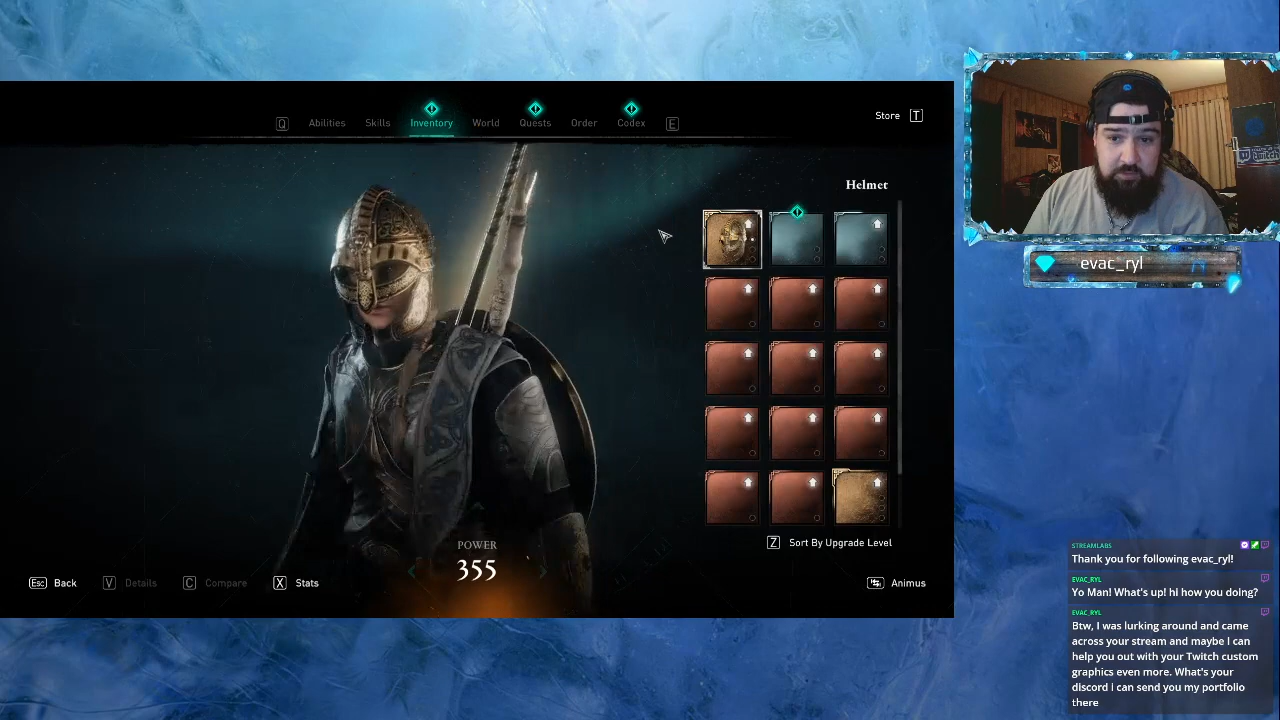 Q Abilities Skills Inventory World Quests Order Codex E
Store T
Helmet
Z Sort By Upgrade Level
POWER
355
Esc Back V Details C Compare X Stats
Animus
twitch
evac_ryl
STREAMLABS
Thank you for following evac_ryl!
EVAC_RYL
Yo Man! What's up! hi how you doing?
EVAC_RYL
Btw, I was lurking around and came
across your stream and maybe I can
help you out with your Twitch custom
graphics even more. What's your
discord I can send you my portfolio
there